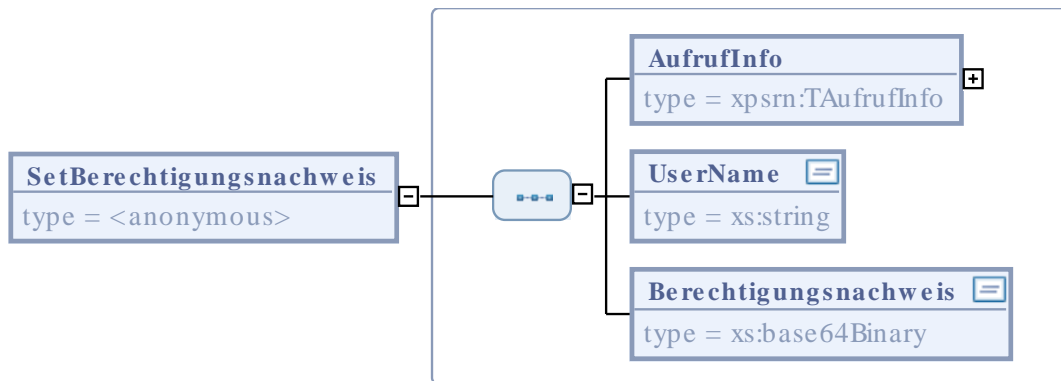 AufrufInfo
type = xpsrn:TAufrufInfo
SetBerechtigungsnachweis
type = <anonymous>
UserName
type = xs:string
Berechtigungsnachweis
type = xs:base64Binary